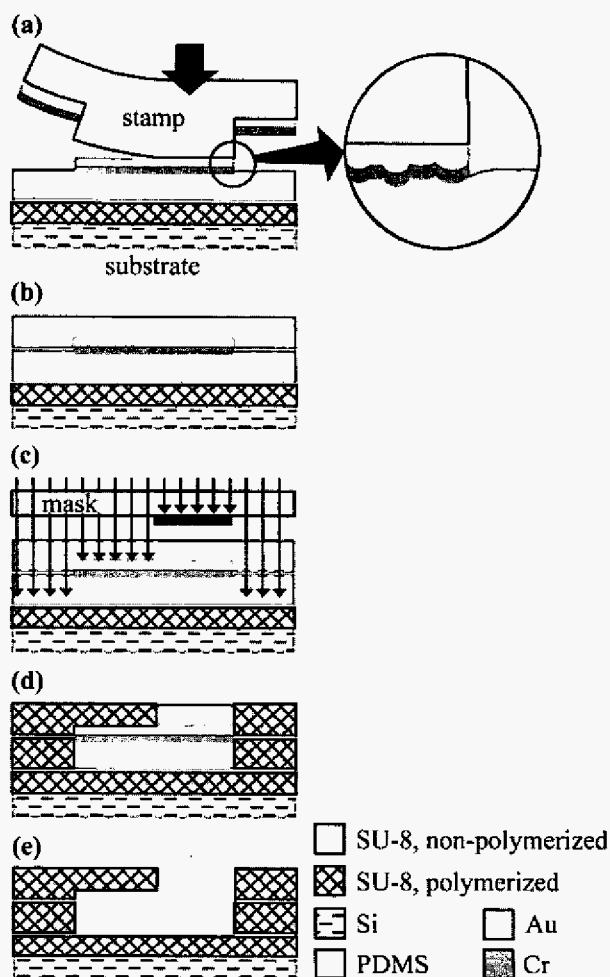 (a)
stamp
substrate
(b)
(c)
mask
(d)
(e)
SU-8, non-polymerized
SU-8, polymerized
Si
Au
PDMS
Cr